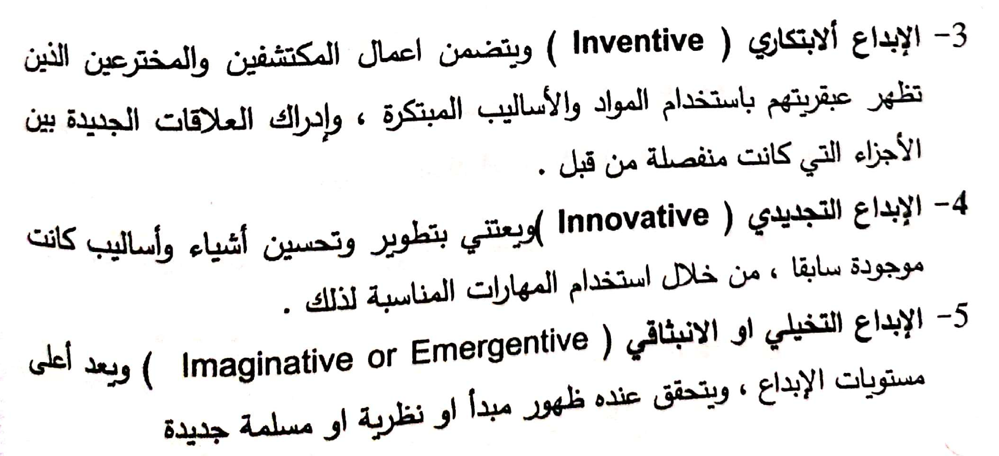 3- الإبداع ألابتكاري ( Inventive ) ويتضمن اعمال المكتشفين والمخترعين الذين
تظهر عبقريتهم باستخدام المواد والأساليب المبتكرة ، وإدراك العلاقات الجديدة بين
الأجزاء التي كانت منفصلة من قبل .
4- الإبداع التجديدي ( Innovative )ويعتني بتطوير وتحسين أشياء وأساليب كانت
موجودة سابقا ، من خلال استخدام المهارات المناسبة لذلك .
5- الإبداع التخيلي او الانبثاقي ( Imaginative or Emergentive ) ويعد أعلى
مستويات الإبداع ، ويتحقق عنده ظهور مبدأ او نظرية او مسلمة جديدة